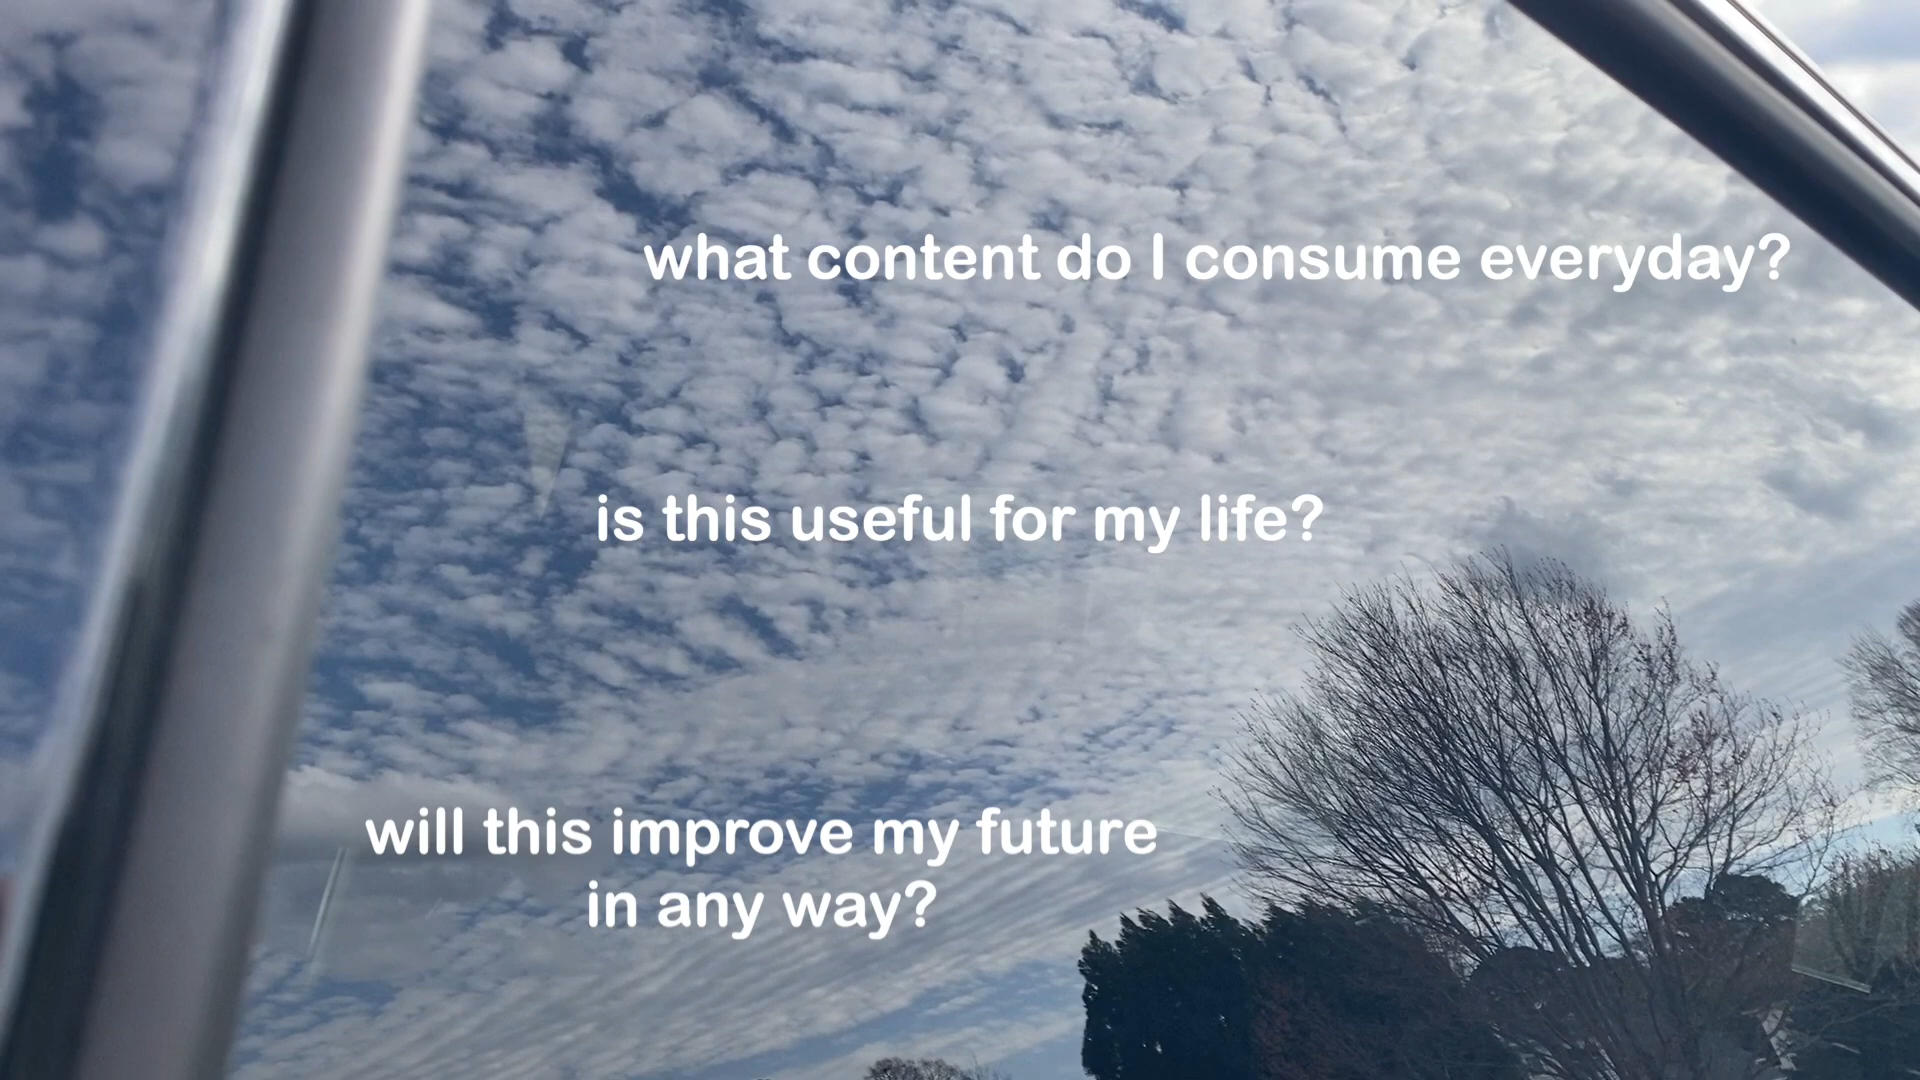 what content do I consume everyday?
is this useful for my life?
will this improve my future
in any way?